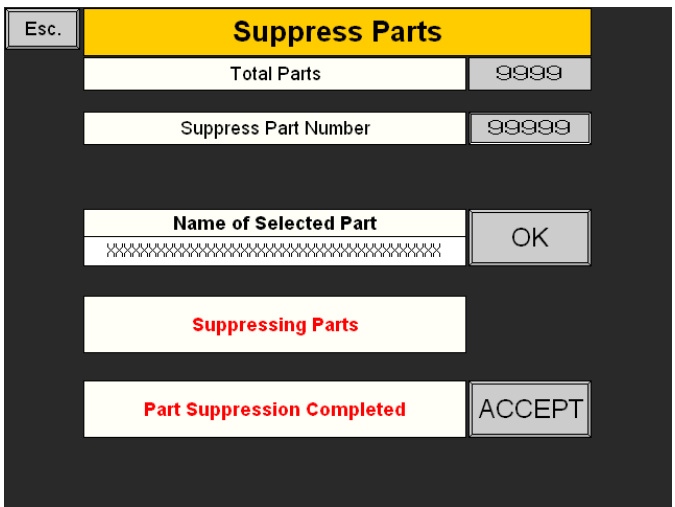 Esc.
Suppress Parts
Total Parts 9999
Suppress Part Number 99999
Name of Selected Part
XXXXXXXXXXXXXXXXXXXXXXXXXXXXXXXXXXXXXXXX
OK
Suppressing Parts
Part Suppression Completed ACCEPT